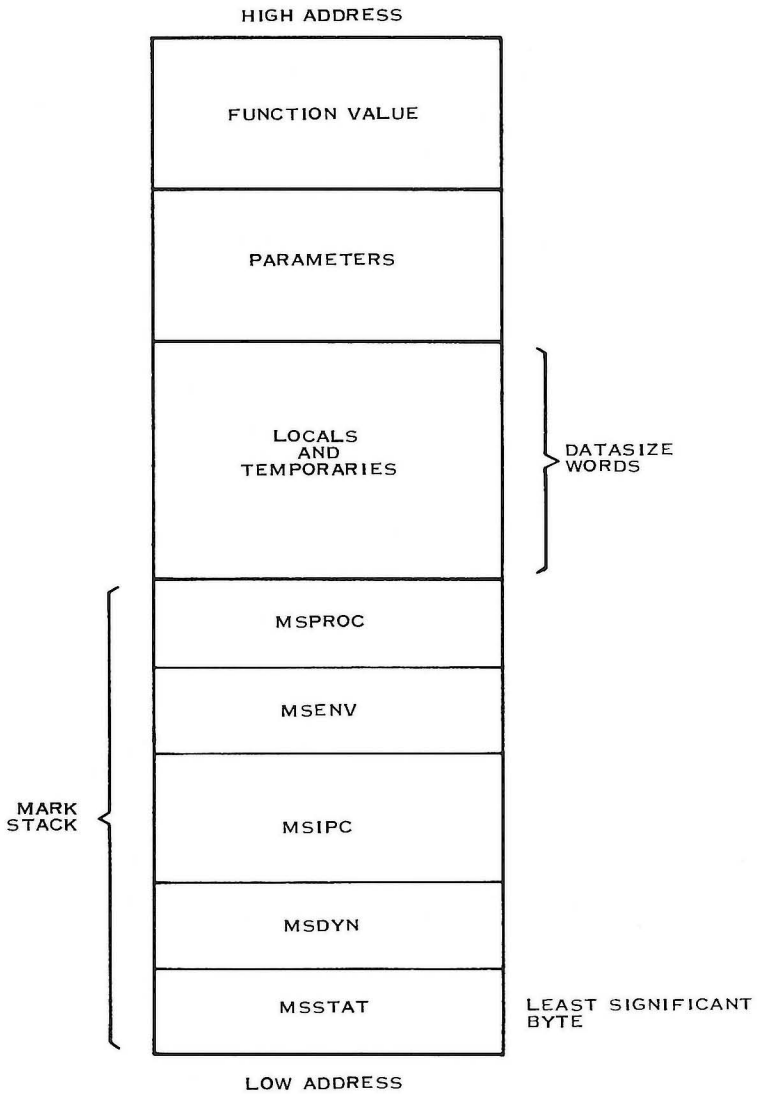 HIGH ADDRESS
FUNCTION VALUE
PARAMETERS
LOCALS
AND
TEMPORARIES
DATASIZE
WORDS
MSPROC
MSENV
MARK
STACK
MSIPC
MSDYN
MSSTAT
LEAST SIGNIFICANT
BYTE
LOW ADDRESS